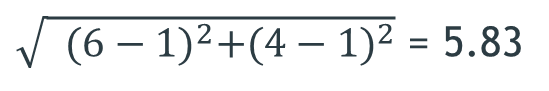 √(6 − 1)²+(4 − 1)² = 5.83